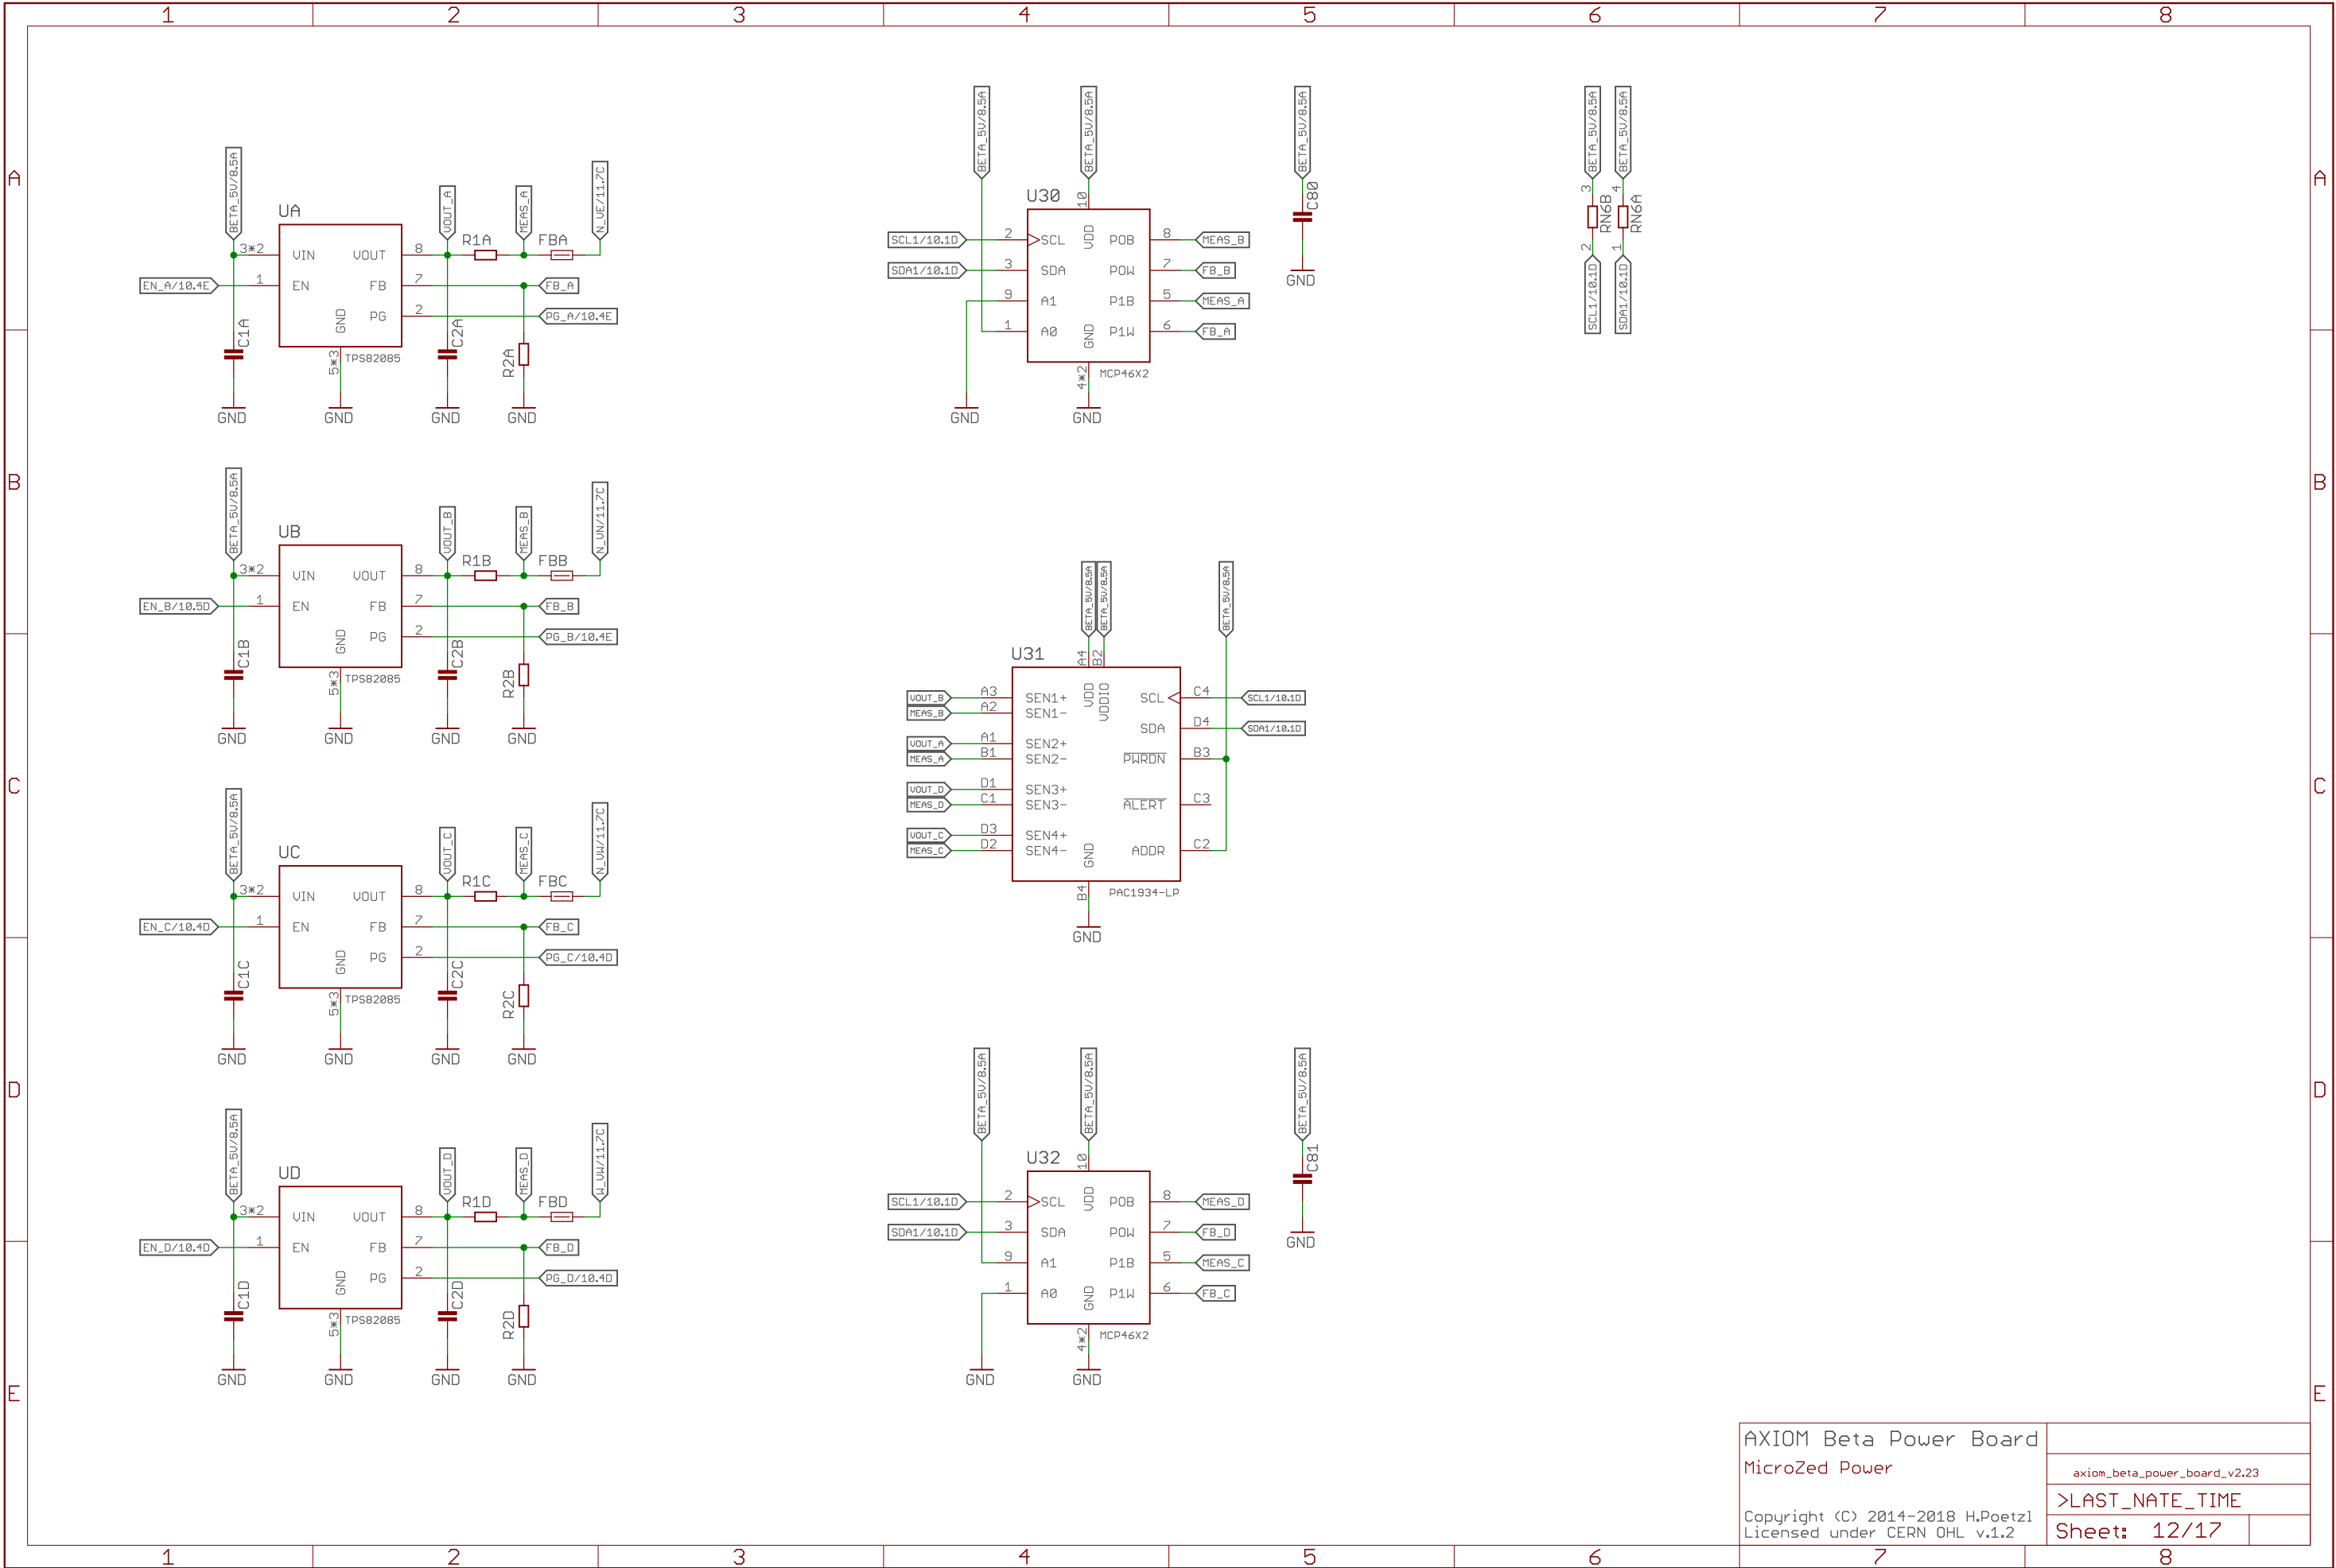 1 2 3 4 5 6 7 8
A A
B B
C C
D D
E E
BETA_5V/8.5A
VOUT_A
MEAS_A
N_VE/11.7C
UA
R1A
FBA
3*2
VIN
VOUT
8
EN_A/10.4E
1
EN
FB
7
FB_A
GND
PG
2
PG_A/10.4E
C1A
5*3
TPS82085
C2A
R2A
GND
GND
GND
GND
BETA_5V/8.5A
VOUT_B
MEAS_B
N_VN/11.7C
UB
R1B
FBB
3*2
VIN
VOUT
8
EN_B/10.5D
1
EN
FB
7
FB_B
GND
PG
2
PG_B/10.4E
C1B
5*3
TPS82085
C2B
R2B
GND
GND
GND
GND
BETA_5V/8.5A
VOUT_C
MEAS_C
N_VW/11.7C
UC
R1C
FBC
3*2
VIN
VOUT
8
EN_C/10.4D
1
EN
FB
7
FB_C
GND
PG
2
PG_C/10.4D
C1C
5*3
TPS82085
C2C
R2C
GND
GND
GND
GND
BETA_5V/8.5A
VOUT_D
MEAS_D
W_VW/11.7C
UD
R1D
FBD
3*2
VIN
VOUT
8
EN_D/10.4D
1
EN
FB
7
FB_D
GND
PG
2
PG_D/10.4D
C1D
5*3
TPS82085
C2D
R2D
GND
GND
GND
GND
BETA_5V/8.5A
BETA_5V/8.5A
U30
10
VDD
SCL1/10.1D
2
SCL
P0B
8
MEAS_B
SDA1/10.1D
3
SDA
P0W
7
FB_B
9
A1
P1B
5
MEAS_A
1
A0
GND
P1W
6
FB_A
4*2
MCP46X2
GND
GND
BETA_5V/8.5A
C80
GND
BETA_5V/8.5A
BETA_5V/8.5A
3
4
RN6B
RN6A
2
1
SCL1/10.1D
SDA1/10.1D
BETA_5V/8.5A
BETA_5V/8.5A
BETA_5V/8.5A
U31
A4
B2
VDD
VDDIO
VOUT_B
A3
SEN1+
SCL
C4
SCL1/10.1D
MEAS_B
A2
SEN1-
SDA
D4
SDA1/10.1D
VOUT_A
A1
SEN2+
MEAS_A
B1
SEN2-
PWRDN
B3
VOUT_D
D1
SEN3+
MEAS_D
C1
SEN3-
ALERT
C3
VOUT_C
D3
SEN4+
MEAS_C
D2
SEN4-
GND
ADDR
C2
B4
PAC1934-LP
GND
BETA_5V/8.5A
BETA_5V/8.5A
U32
10
VDD
SCL1/10.1D
2
SCL
P0B
8
MEAS_D
SDA1/10.1D
3
SDA
P0W
7
FB_D
9
A1
P1B
5
MEAS_C
1
A0
GND
P1W
6
FB_C
4*2
MCP46X2
GND
GND
BETA_5V/8.5A
C81
GND
AXIOM Beta Power Board
MicroZed Power
axiom_beta_power_board_v2.23
>LAST_NATE_TIME
Copyright (C) 2014-2018 H.Poetzl
Licensed under CERN OHL v.1.2
Sheet: 12/17
1 2 3 4 5 6 7 8